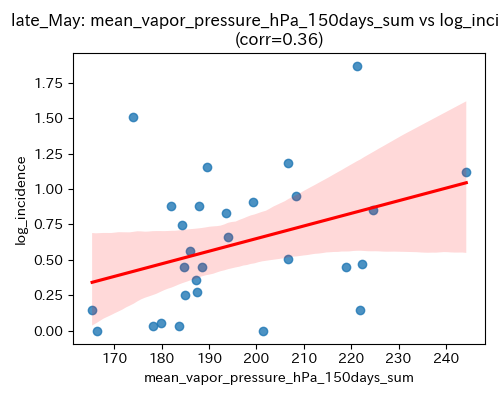 late_May: mean_vapor_pressure_hPa_150days_sum vs log_inci
(corr=0.36)
1.75
1.50
1.25
1.00
0.75
0.50
0.25
0.00
log_incidence
170 180 190 200 210 220 230 240
mean_vapor_pressure_hPa_150days_sum